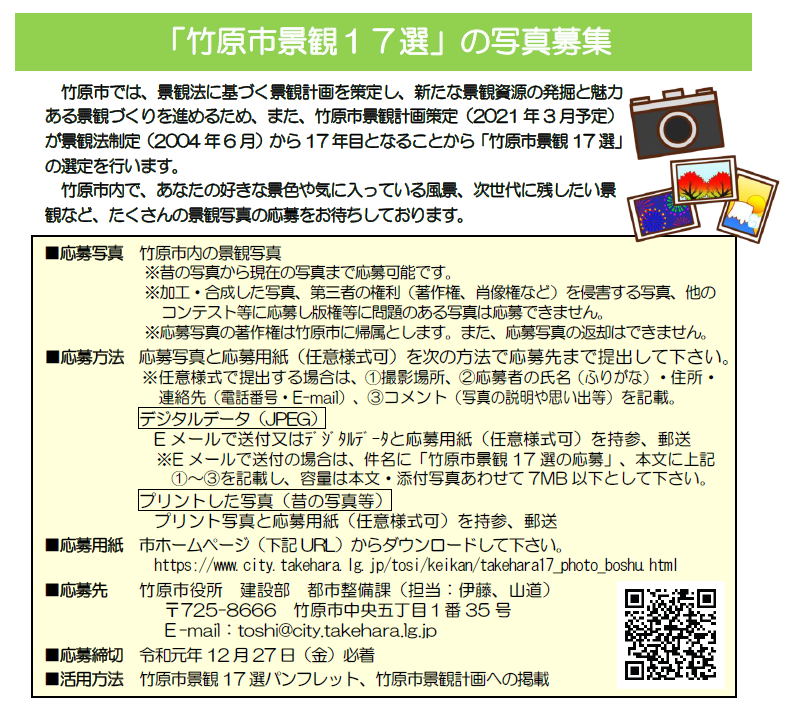 「竹原市景観１７選」の写真募集
竹原市では、景観法に基づく景観計画を策定し、新たな景観資源の発掘と魅力
ある景観づくりを進めるため、また、竹原市景観計画策定（2021年3月予定）
が景観法制定（2004年6月）から17年目となることから「竹原市景観17選」
の選定を行います。
竹原市内で、あなたの好きな景色や気に入っている風景、次世代に残したい景
観など、たくさんの景観写真の応募をお待ちしております。
■応募写真　竹原市内の景観写真
※昔の写真から現在の写真まで応募可能です。
※加工・合成した写真、第三者の権利（著作権、肖像権など）を侵害する写真、他の
コンテスト等に応募し版権等に問題のある写真は応募できません。
※応募写真の著作権は竹原市に帰属とします。また、応募写真の返却はできません。
■応募方法　応募写真と応募用紙（任意様式可）を次の方法で応募先まで提出して下さい。
※任意様式で提出する場合は、①撮影場所、②応募者の氏名（ふりがな）・住所・
連絡先（電話番号・E-mail）、③コメント（写真の説明や思い出等）を記載。
デジタルデータ（JPEG）
Eメールで送付又はﾃﾞｼﾞﾀﾙﾃﾞｰﾀと応募用紙（任意様式可）を持参、郵送
※Eメールで送付の場合は、件名に「竹原市景観17選の応募」、本文に上記
①～③を記載し、容量は本文・添付写真あわせて7MB以下として下さい。
プリントした写真（昔の写真等）
プリント写真と応募用紙（任意様式可）を持参、郵送
■応募用紙　市ホームページ（下記URL）からダウンロードして下さい。
https://www.city.takehara.lg.jp/tosi/keikan/takehara17_photo_boshu.html
■応募先　竹原市役所　建設部　都市整備課（担当：伊藤、山道）
〒725-8666　竹原市中央五丁目1番35号
E-mail：toshi@city.takehara.lg.jp
■応募締切　令和元年12月27日（金）必着
■活用方法　竹原市景観17選パンフレット、竹原市景観計画への掲載